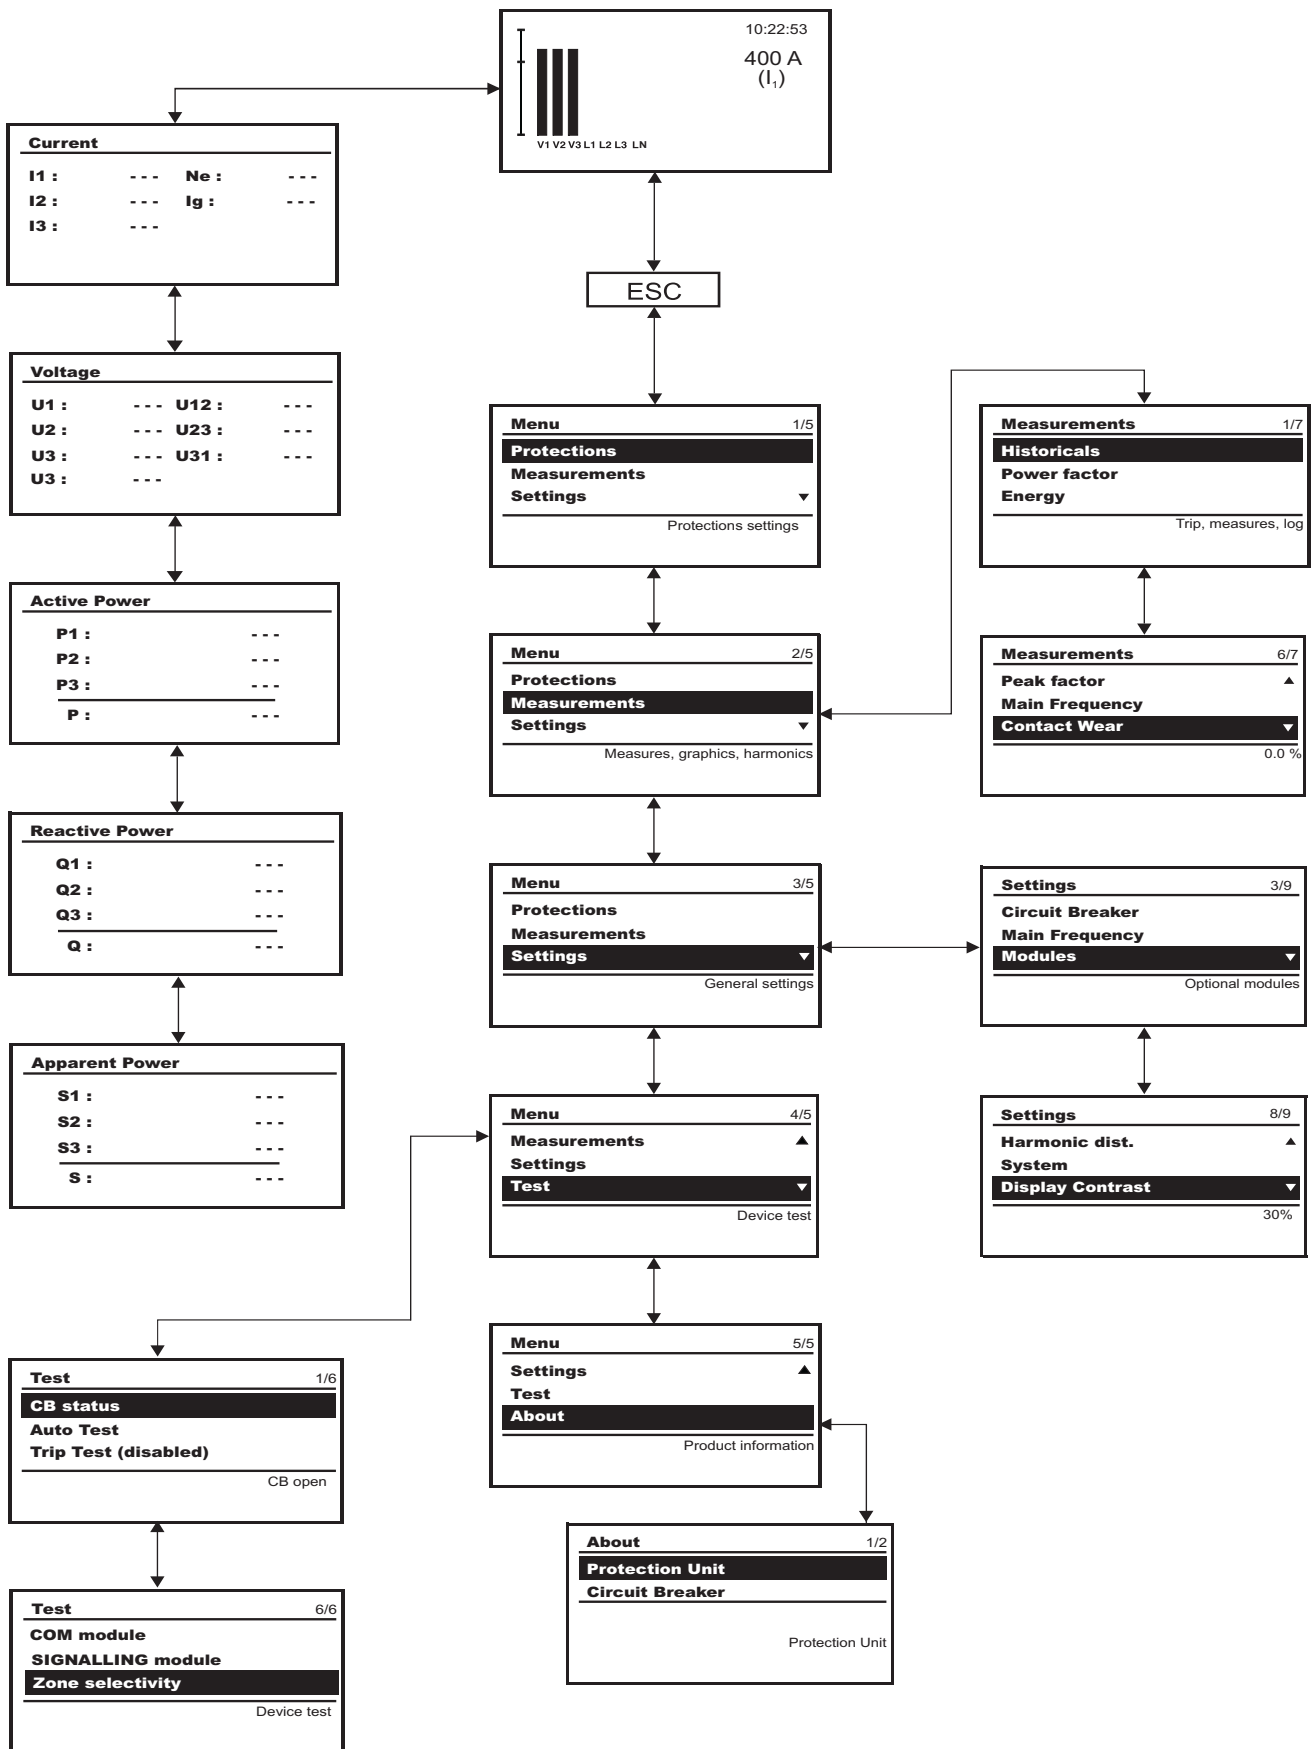 10:22:53
400 A
(I1)
V1 V2 V3 L1 L2 L3 LN
Current
I1 : --- Ne : ---
I2 : --- Ig : ---
I3 : ---
Voltage
U1 : --- U12 : ---
U2 : --- U23 : ---
U3 : --- U31 : ---
U3 : ---
Active Power
P1 : ---
P2 : ---
P3 : ---
P : ---
Reactive Power
Q1 : ---
Q2 : ---
Q3 : ---
Q : ---
Apparent Power
S1 : ---
S2 : ---
S3 : ---
S : ---
ESC
Menu 1/5
Protections
Measurements
Settings
Protections settings
Menu 2/5
Protections
Measurements
Settings
Measures, graphics, harmonics
Measurements 1/7
Historicals
Power factor
Energy
Trip, measures, log
Measurements 6/7
Peak factor
Main Frequency
Contact Wear
0.0 %
Menu 3/5
Protections
Measurements
Settings
General settings
Settings 3/9
Circuit Breaker
Main Frequency
Modules
Optional modules
Settings 8/9
Harmonic dist.
System
Display Contrast
30%
Menu 4/5
Measurements
Settings
Test
Device test
Test 1/6
CB status
Auto Test
Trip Test (disabled)
CB open
Test 6/6
COM module
SIGNALLING module
Zone selectivity
Device test
Menu 5/5
Settings
Test
About
Product information
About 1/2
Protection Unit
Circuit Breaker
Protection Unit